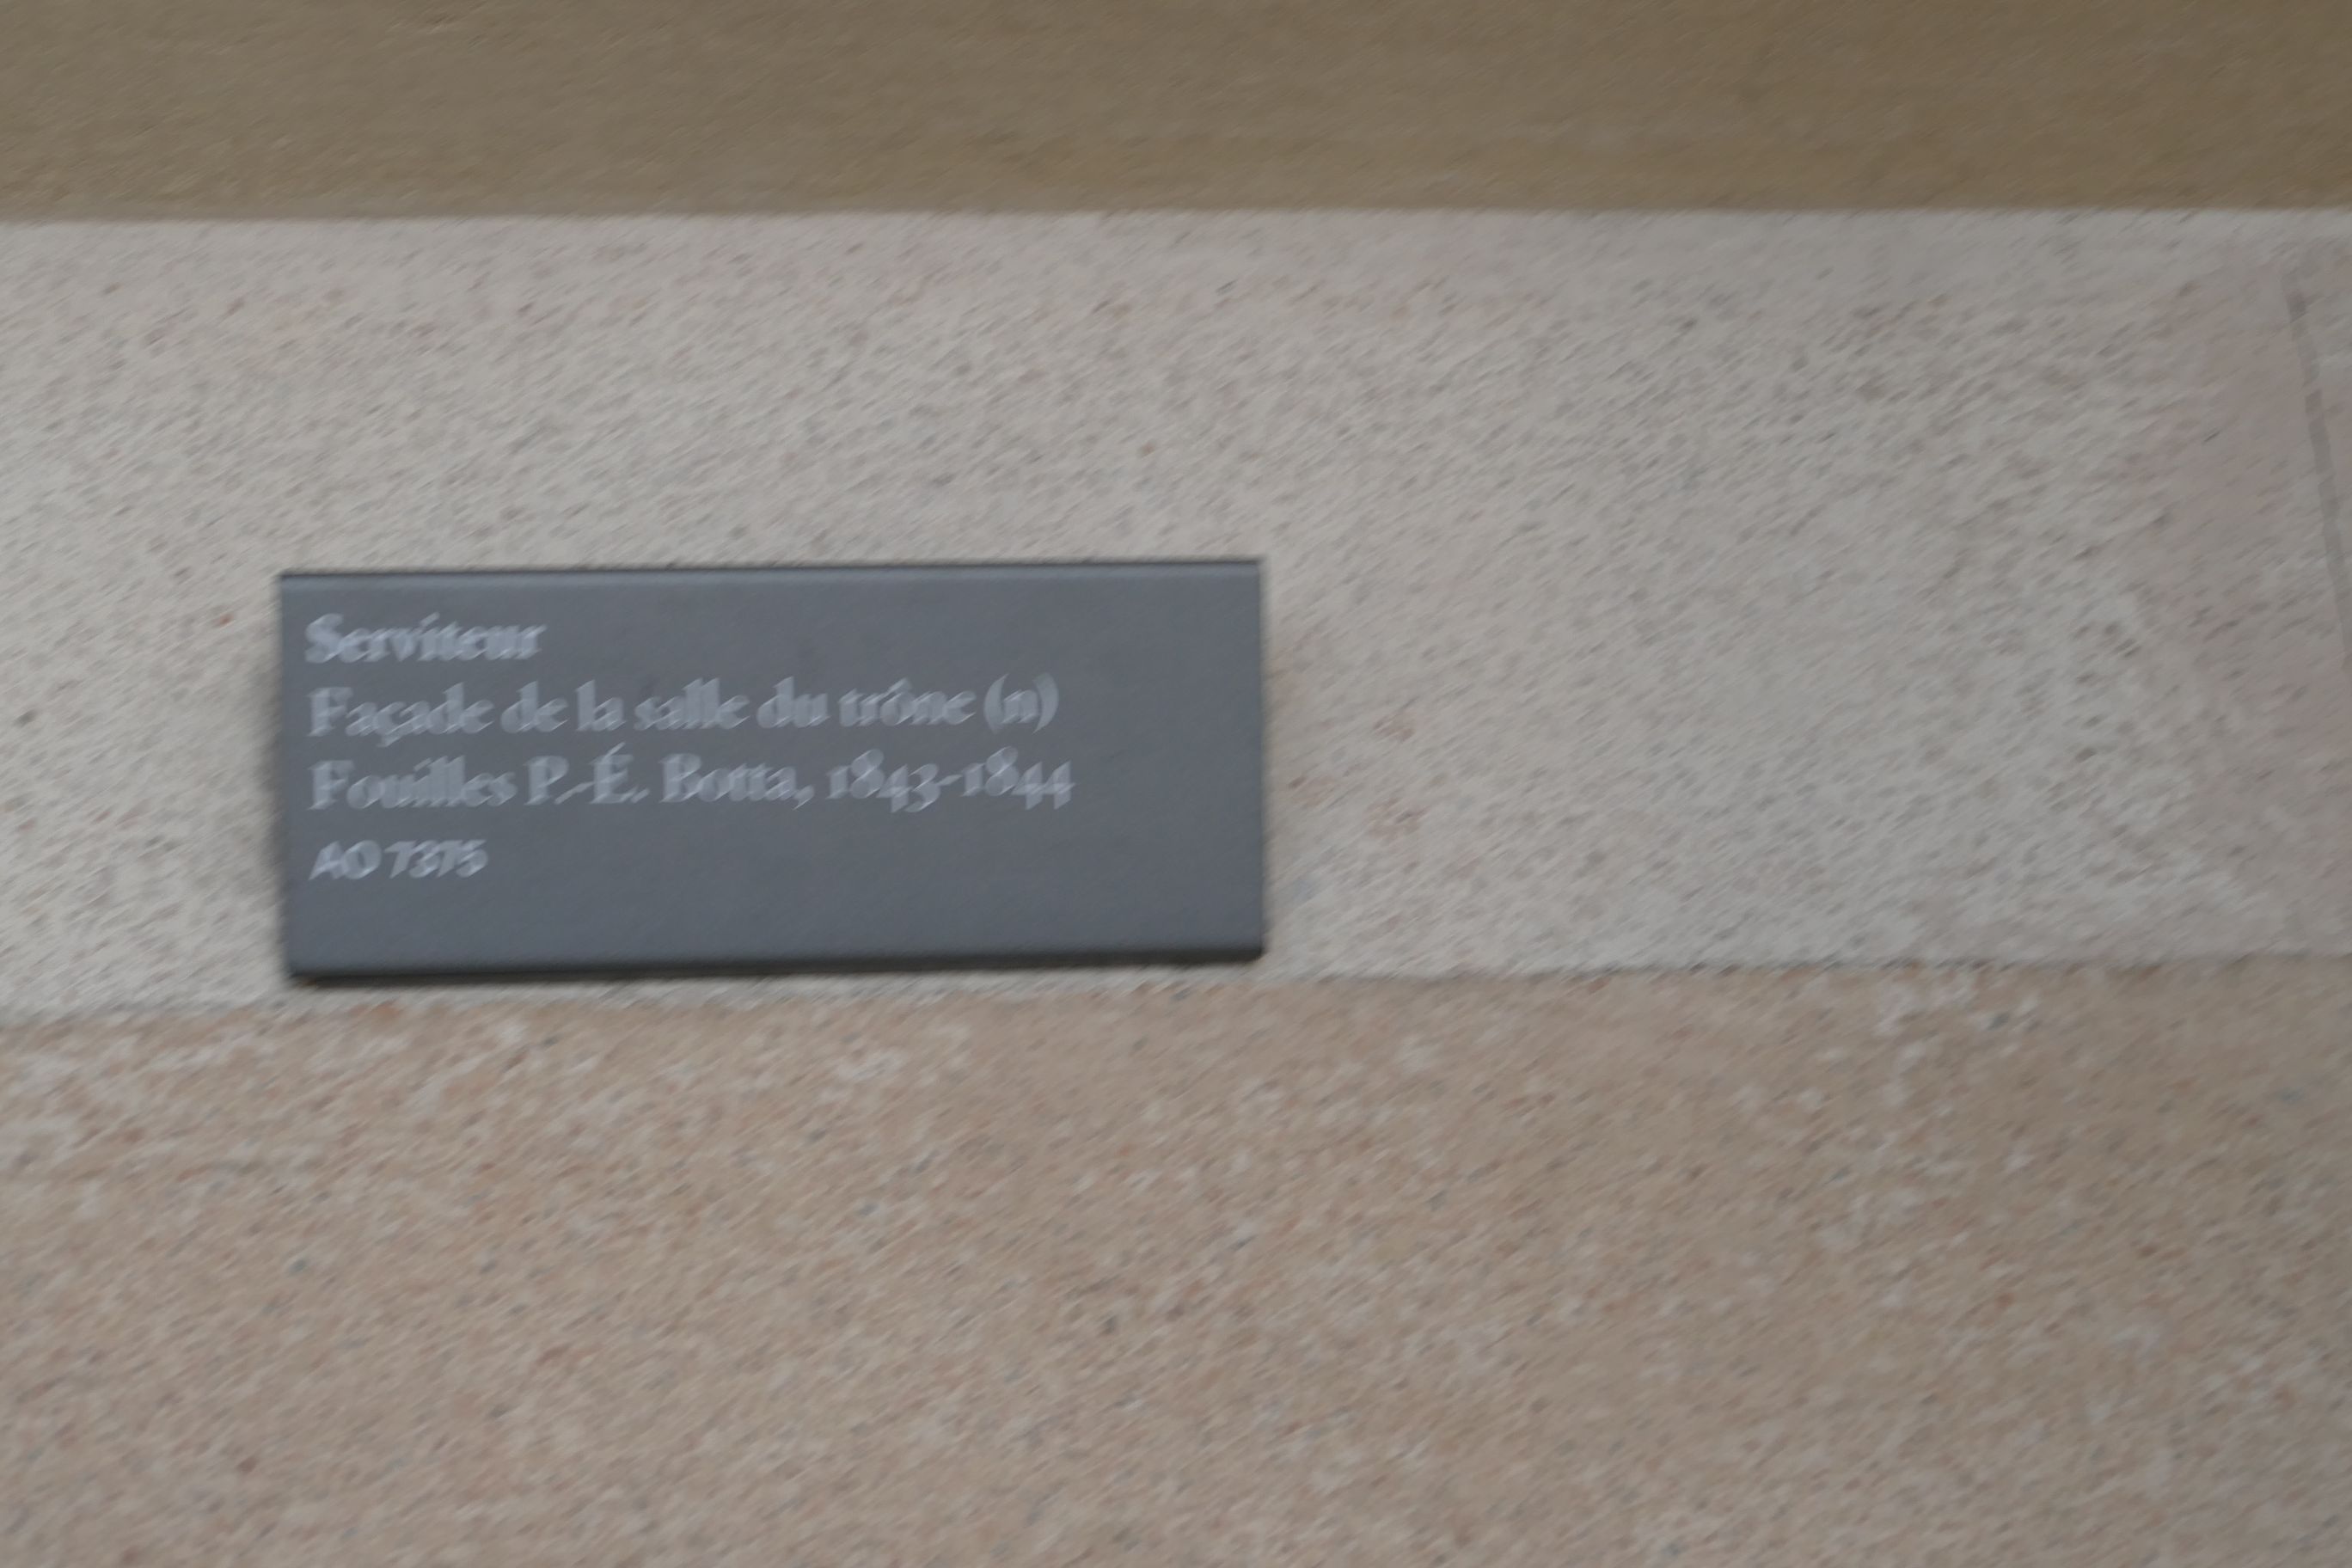 Serviteur
Façade de la salle du trône (n)
Fouilles P.-É. Botta, 1843-1844
AO 7375